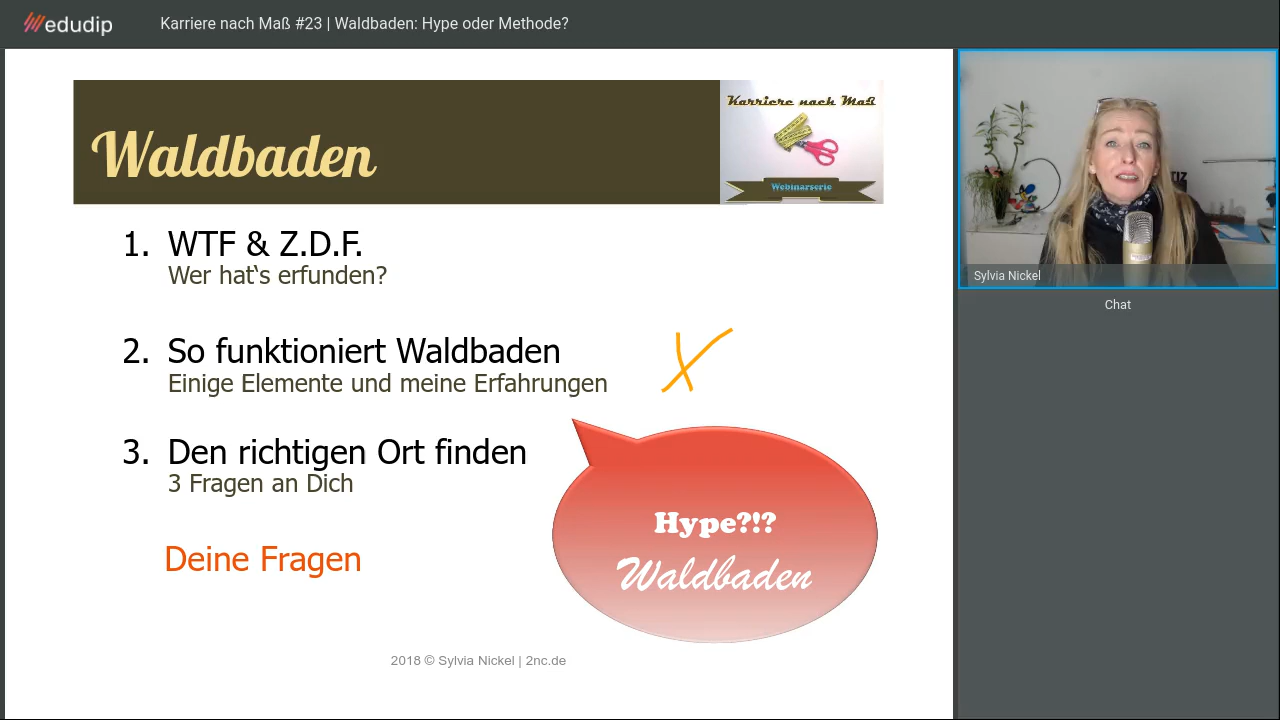 edudip
Karriere nach Maß #23 | Waldbaden: Hype oder Methode?
Waldbaden
Karriere nach Maß
Webinarserie
1. WTF & Z.D.F.
Wer hat‘s erfunden?
2. So funktioniert Waldbaden
Einige Elemente und meine Erfahrungen
3. Den richtigen Ort finden
3 Fragen an Dich
Deine Fragen
Hype?!?
Waldbaden
2018 © Sylvia Nickel | 2nc.de
Sylvia Nickel
Chat